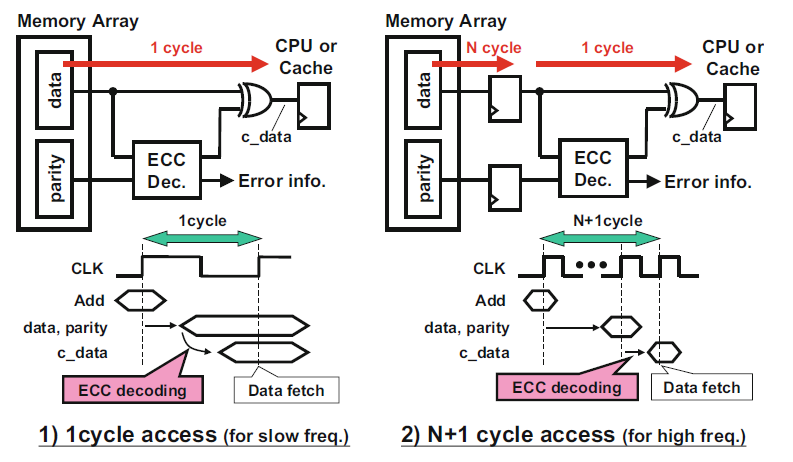 Memory Array
1 cycle
CPU or
Cache
data
c_data
parity
ECC
Dec.
Error info.
1cycle
CLK
Add
data, parity
c_data
ECC decoding
Data fetch
1) 1cycle access (for slow freq.)
Memory Array
N cycle
1 cycle
CPU or
Cache
data
c_data
parity
ECC
Dec.
Error info.
N+1cycle
CLK
Add
data, parity
c_data
ECC decoding
Data fetch
2) N+1 cycle access (for high freq.)